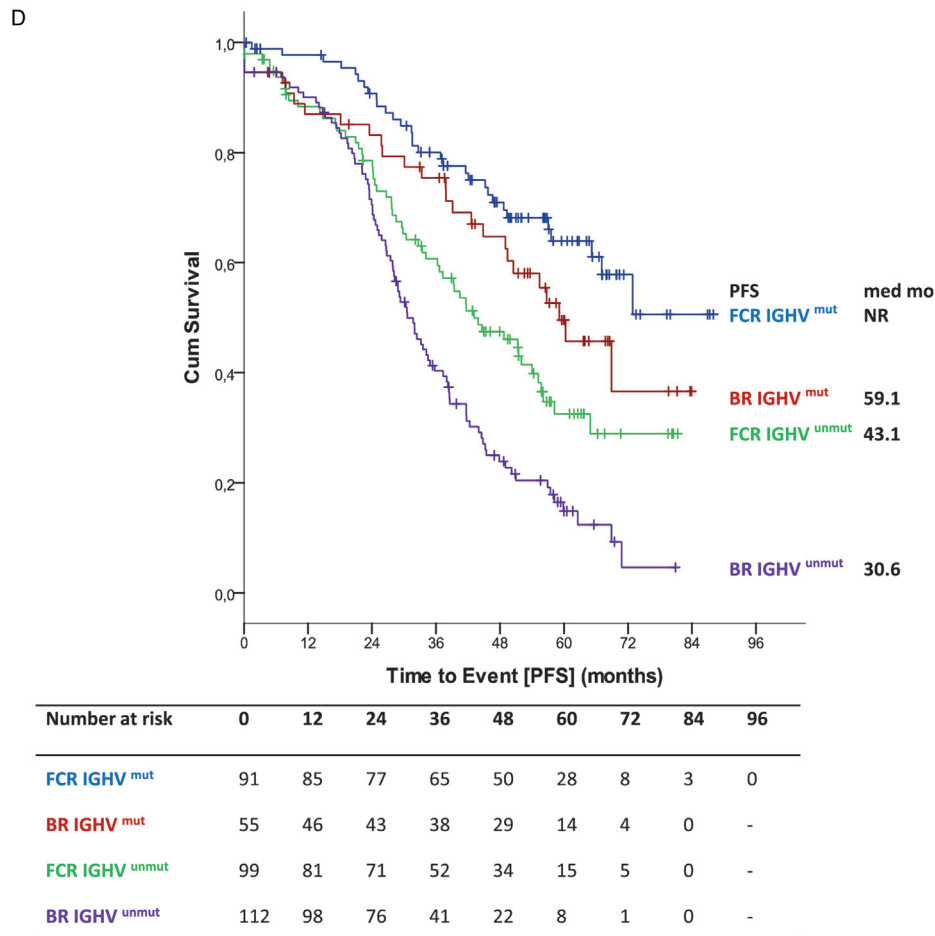 D
1,0
0,8
0,6
0,4
0,2
0,0
Cum Survival
PFS med mo
FCR IGHV mut NR
BR IGHV mut 59.1
FCR IGHV unmut 43.1
BR IGHV unmut 30.6
0 12 24 36 48 60 72 84 96
Time to Event [PFS] (months)
Number at risk 0 12 24 36 48 60 72 84 96
FCR IGHV mut 91 85 77 65 50 28 8 3 0
BR IGHV mut 55 46 43 38 29 14 4 0 -
FCR IGHV unmut 99 81 71 52 34 15 5 0 -
BR IGHV unmut 112 98 76 41 22 8 1 0 -